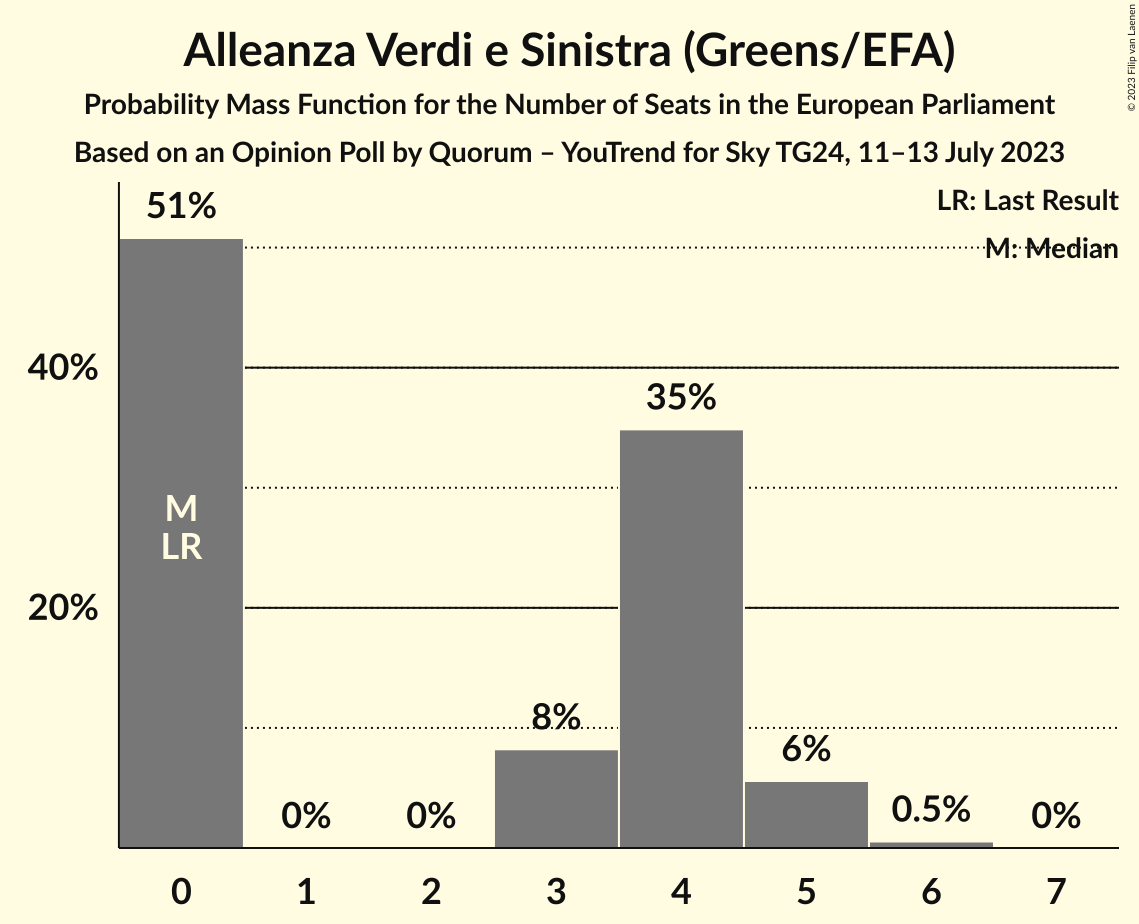 Alleanza Verdi e Sinistra (Greens/EFA)
Probability Mass Function for the Number of Seats in the European Parliament
Based on an Opinion Poll by Quorum – YouTrend for Sky TG24, 11–13 July 2023
© 2023 Filip van Laenen
LR: Last Result
M: Median
51%
40%
35%
M
LR
20%
8%
6%
0%
0%
0.5%
0%
0 1 2 3 4 5 6 7